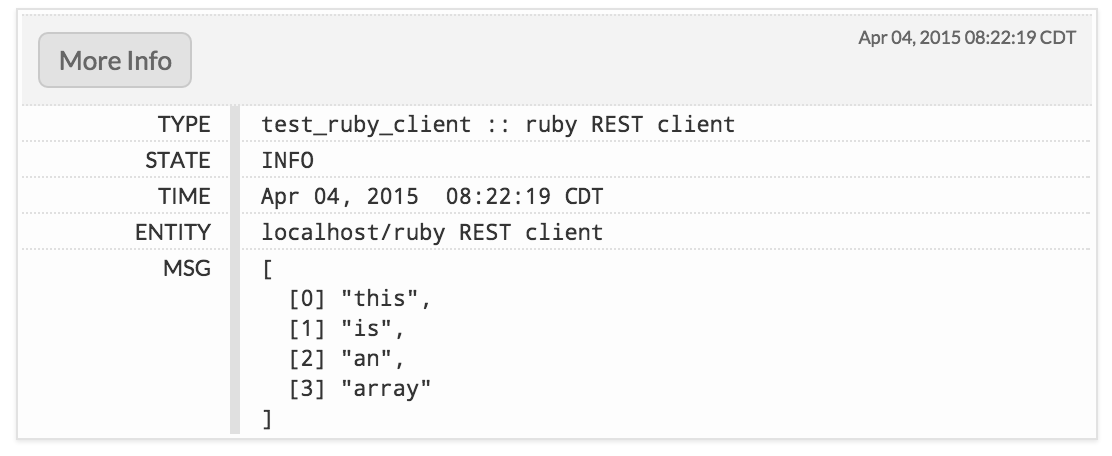 More Info
Apr 04, 2015 08:22:19 CDT
TYPE test_ruby_client :: ruby REST client
STATE INFO
TIME Apr 04, 2015  08:22:19 CDT
ENTITY localhost/ruby REST client
MSG [
[0] "this",
[1] "is",
[2] "an",
[3] "array"
]